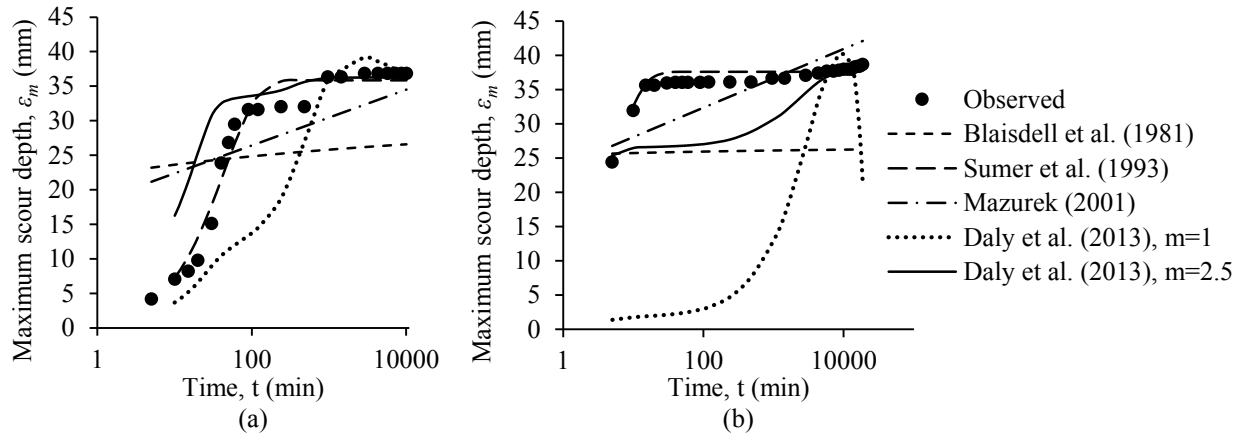 Maximum scour depth, εm (mm)
45
40
35
30
25
20
15
10
5
0
1
100
10000
Time, t (min)
(a)
Maximum scour depth, εm (mm)
45
40
35
30
25
20
15
10
5
0
1
100
10000
Time, t (min)
(b)
Observed
Blaisdell et al. (1981)
Sumer et al. (1993)
Mazurek (2001)
Daly et al. (2013), m=1
Daly et al. (2013), m=2.5